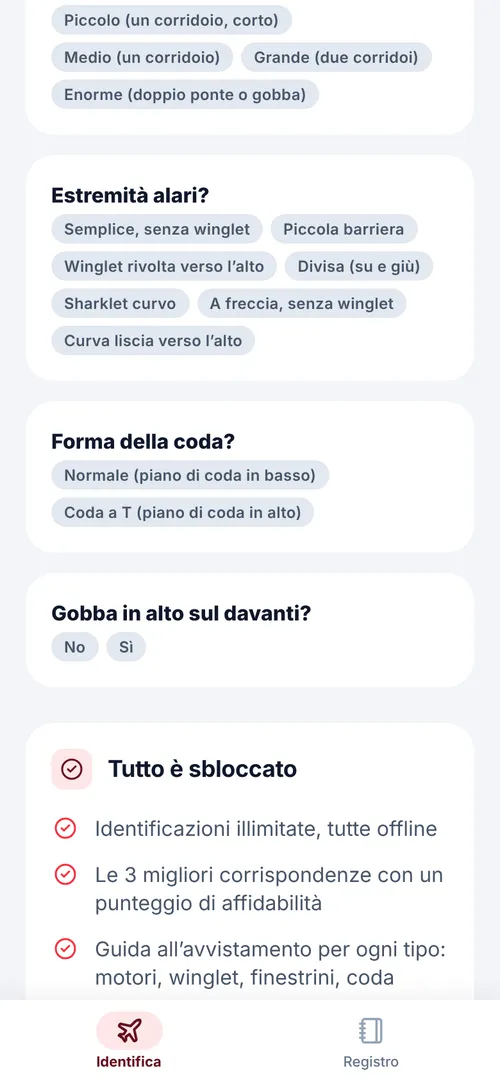 Piccolo (un corridoio, corto)
Medio (un corridoio) Grande (due corridoi)
Enorme (doppio ponte o gobba)
Estremità alari?
Semplice, senza winglet Piccola barriera
Winglet rivolta verso l’alto Divisa (su e giù)
Sharklet curvo A freccia, senza winglet
Curva liscia verso l’alto
Forma della coda?
Normale (piano di coda in basso)
Coda a T (piano di coda in alto)
Gobba in alto sul davanti?
No Sì
Tutto è sbloccato
Identificazioni illimitate, tutte offline
Le 3 migliori corrispondenze con un
punteggio di affidabilità
Guida all’avvistamento per ogni tipo:
motori, winglet, finestrini, coda
Identifica Registro